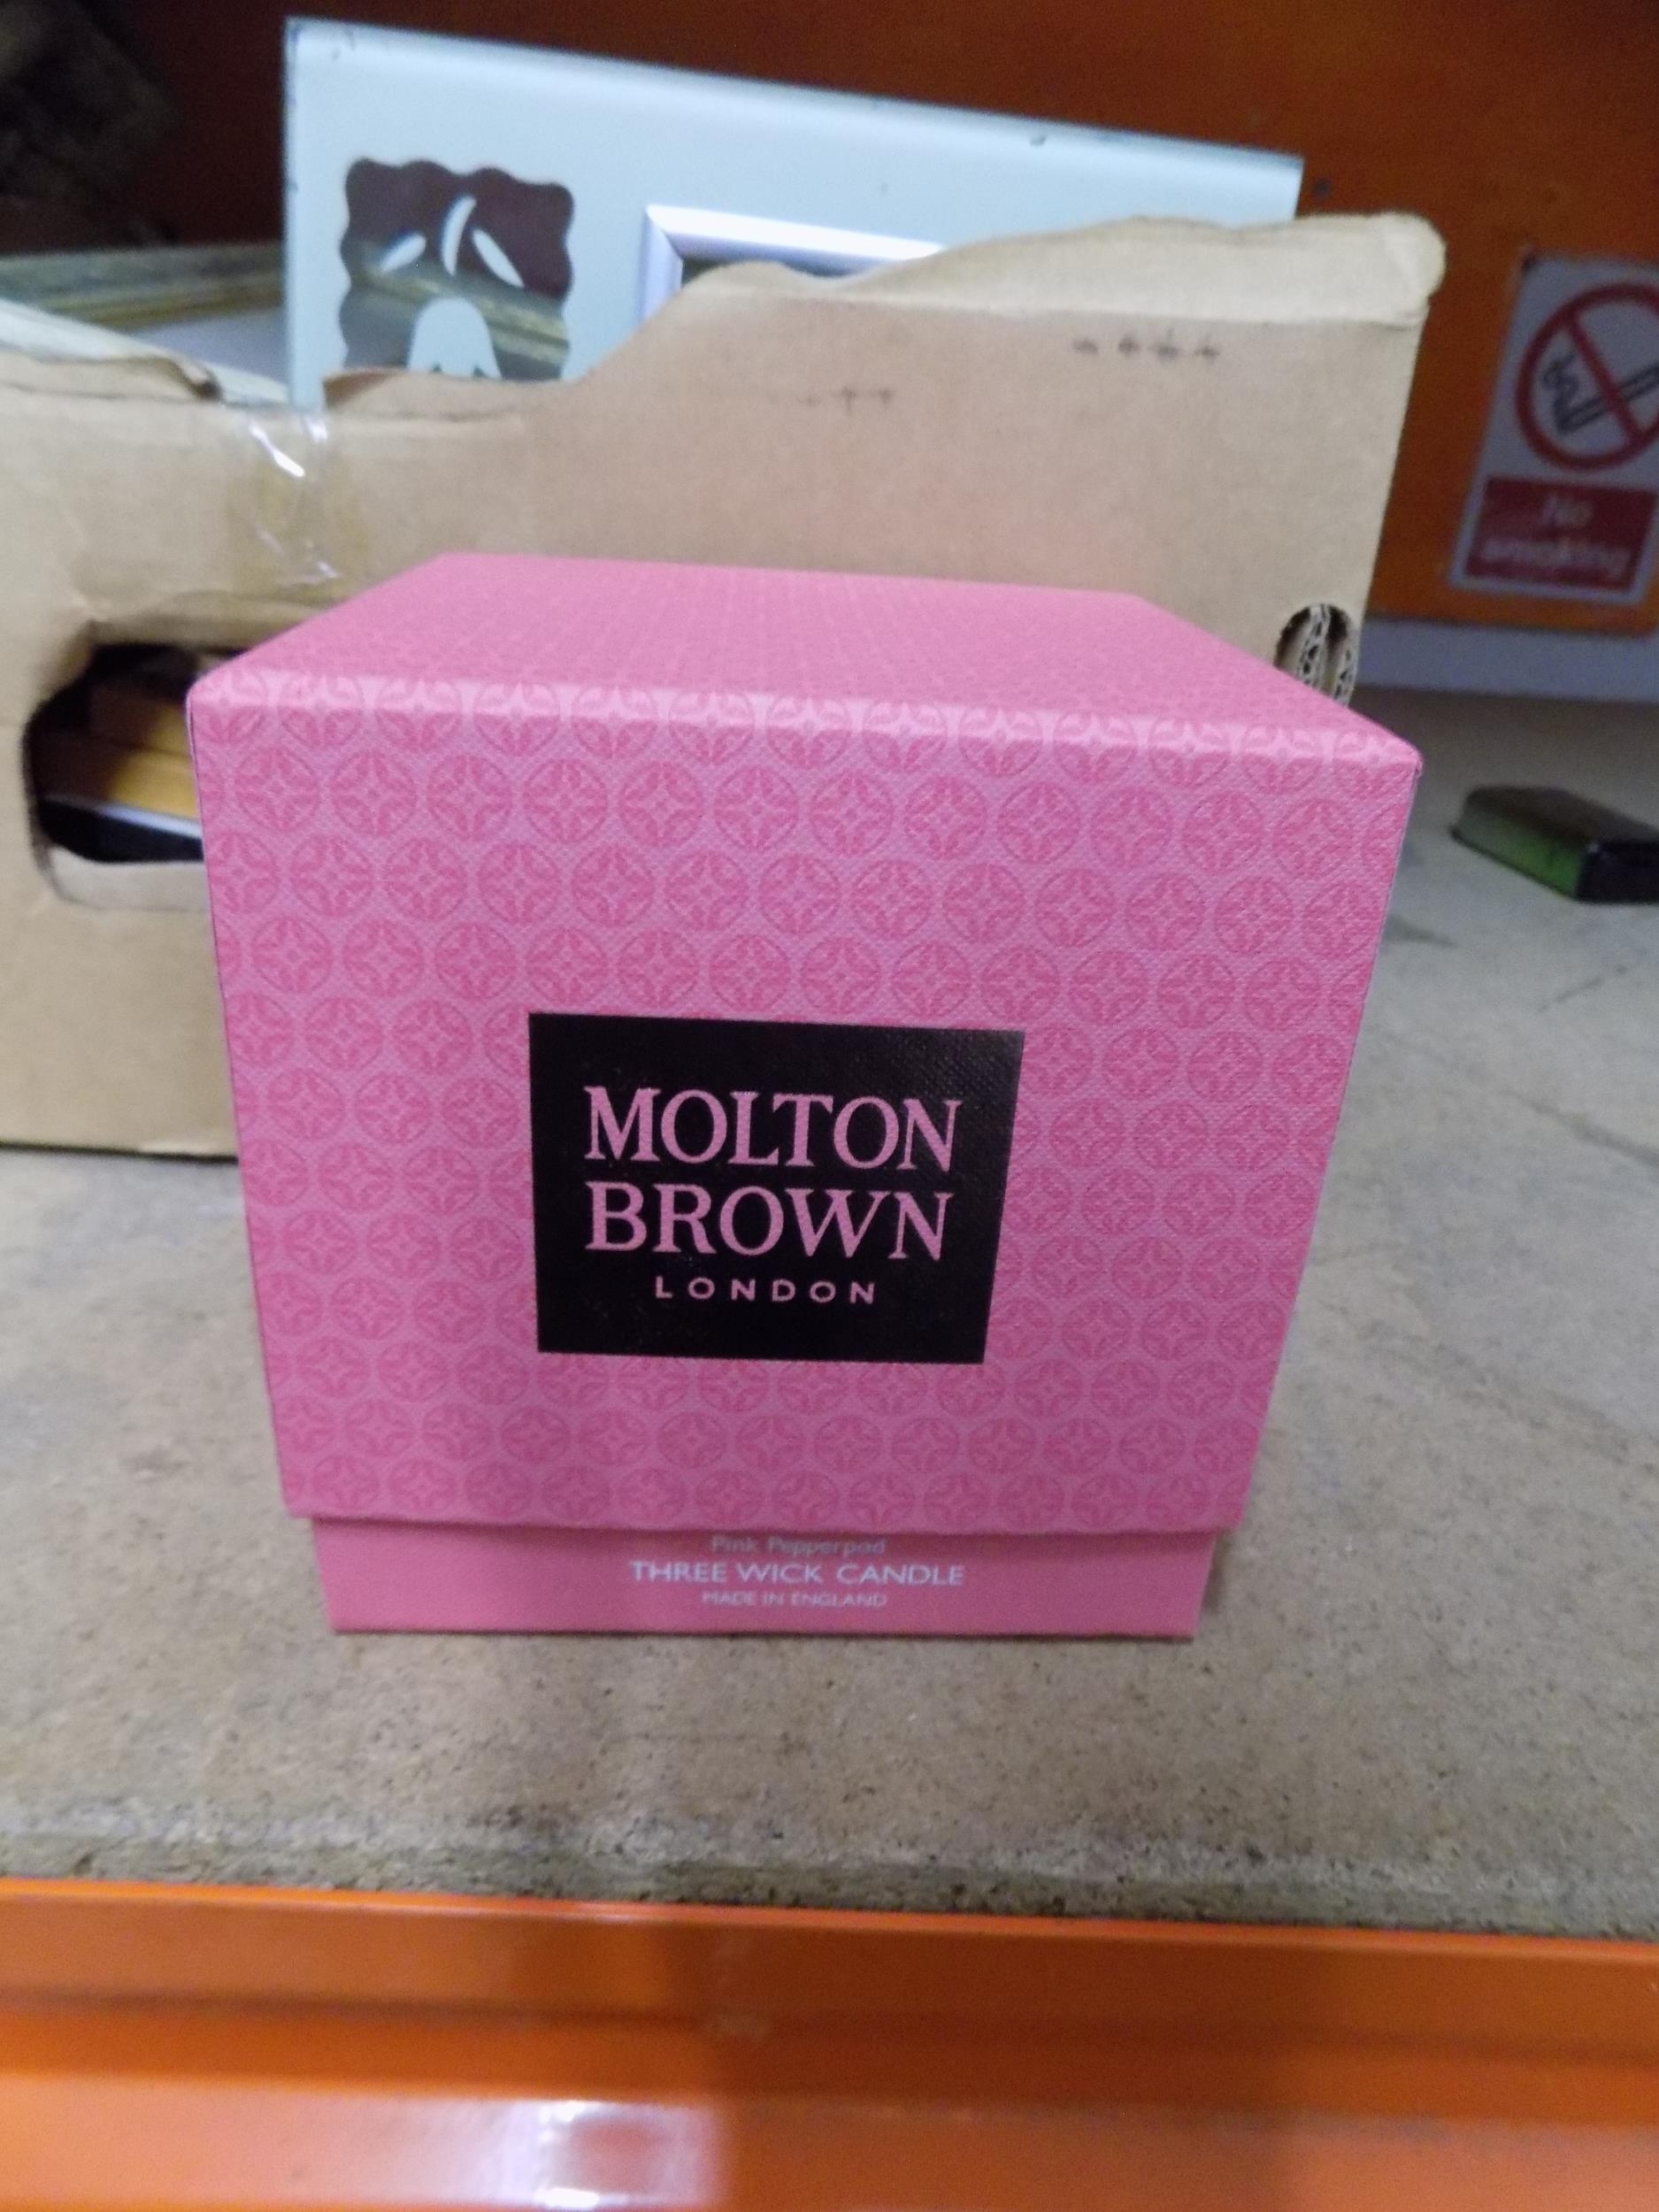 No
smoking
MOLTON
BROWN
LONDON
Pink Pepperpod
THREE WICK CANDLE
MADE IN ENGLAND